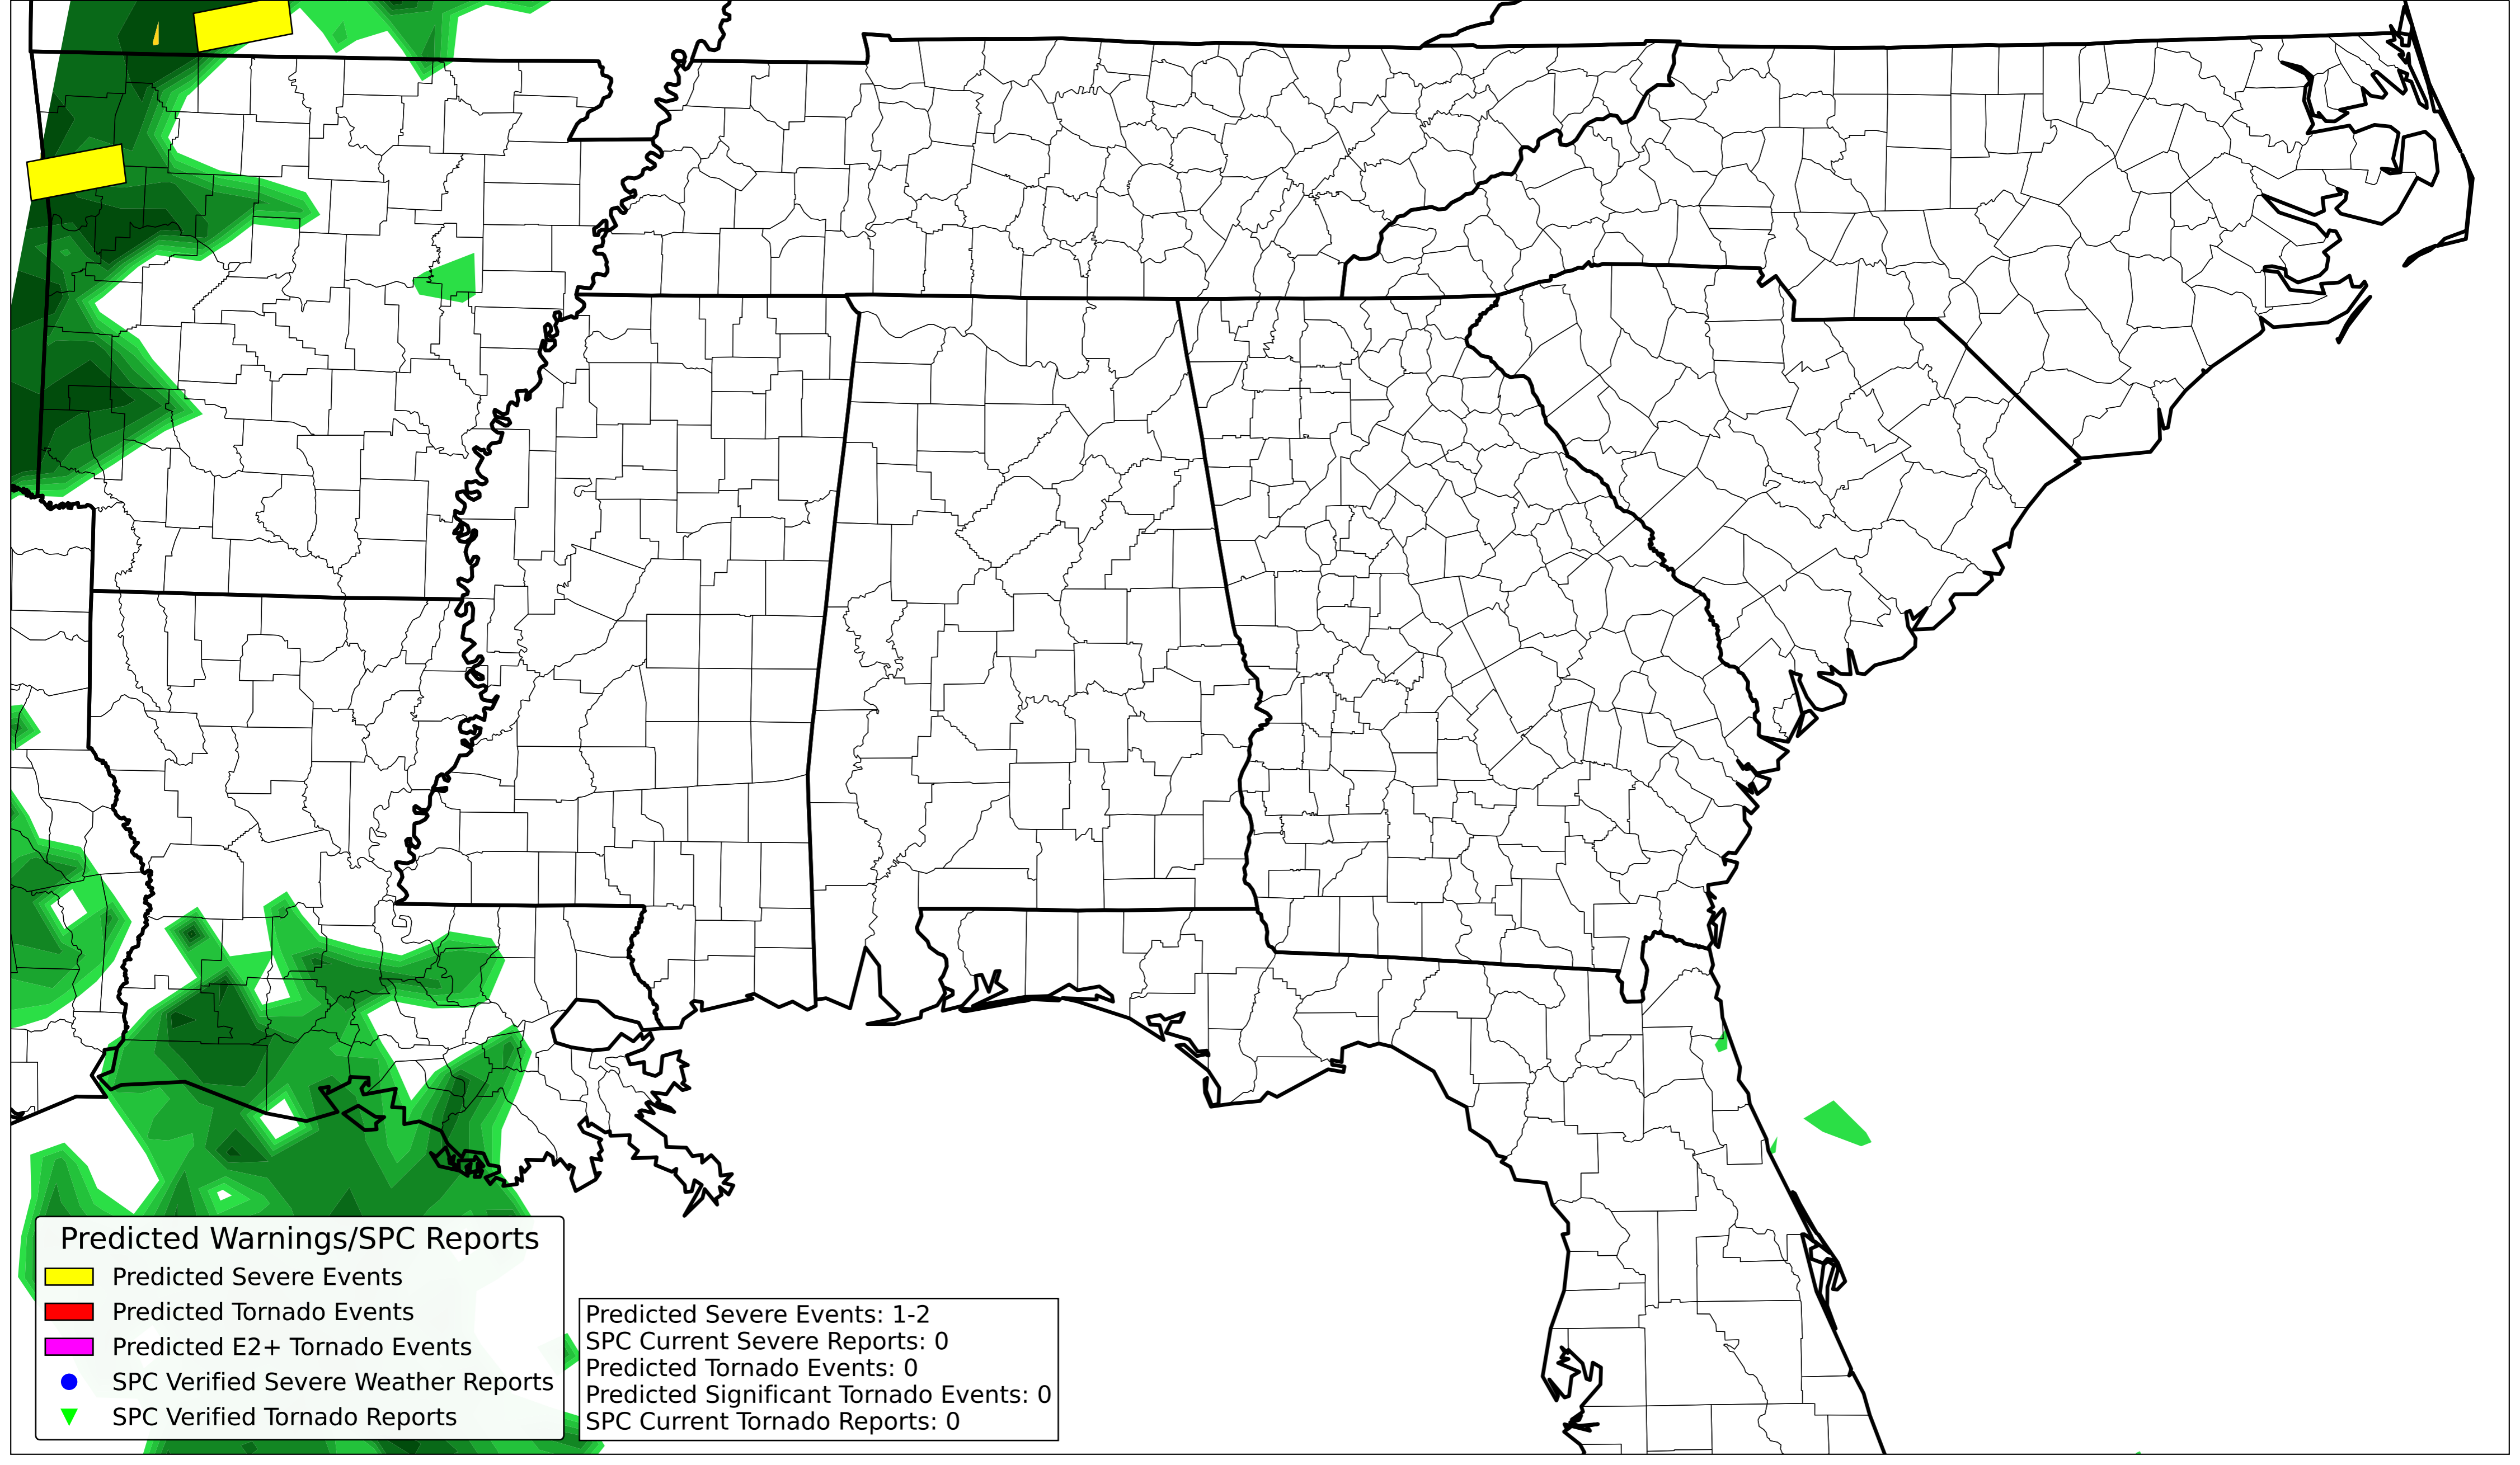 Predicted Warnings/SPC Reports
Predicted Severe Events
Predicted Tornado Events
Predicted E2+ Tornado Events
SPC Verified Severe Weather Reports
SPC Verified Tornado Reports
Predicted Severe Events: 1-2
SPC Current Severe Reports: 0
Predicted Tornado Events: 0
Predicted Significant Tornado Events: 0
SPC Current Tornado Reports: 0